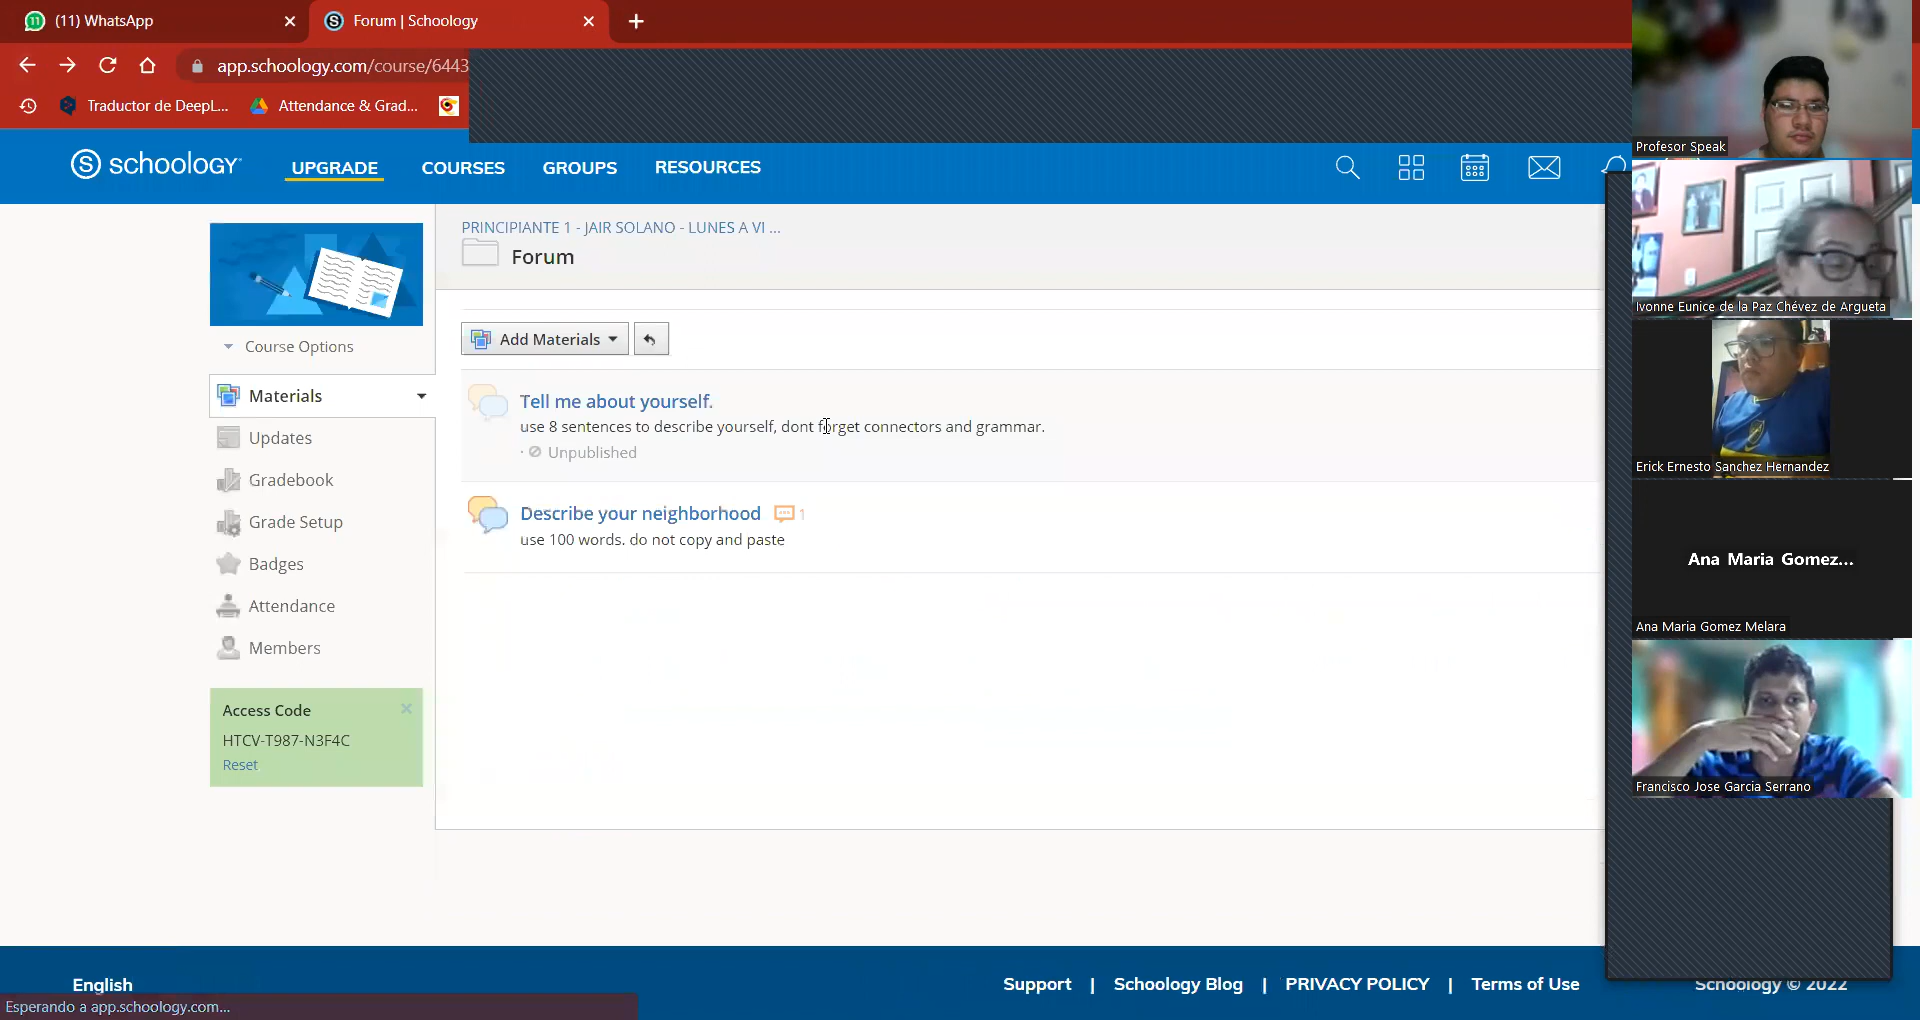 (11) WhatsApp
Forum | Schoology
app.schoology.com/course/6443
Traductor de DeepL...
Attendance & Grad...
schoology
UPGRADE
COURSES
GROUPS
RESOURCES
PRINCIPIANTE 1 - JAIR SOLANO - LUNES A VI ...
Forum
Course Options
Materials
Updates
Gradebook
Grade Setup
Badges
Attendance
Members
Access Code
HTCV-T987-N3F4C
Reset
Add Materials
Tell me about yourself.
use 8 sentences to describe yourself, dont forget connectors and grammar.
· Unpublished
Describe your neighborhood 1
use 100 words. do not copy and paste
Profesor Speak
Ivonne Eunice de la Paz Chévez de Argueta
Erick Ernesto Sanchez Hernandez
Ana Maria Gomez...
Ana Maria Gomez Melara
Francisco Jose Garcia Serrano
English
Support | Schoology Blog | PRIVACY POLICY | Terms of Use
Schoology © 2022
Esperando a app.schoology.com...